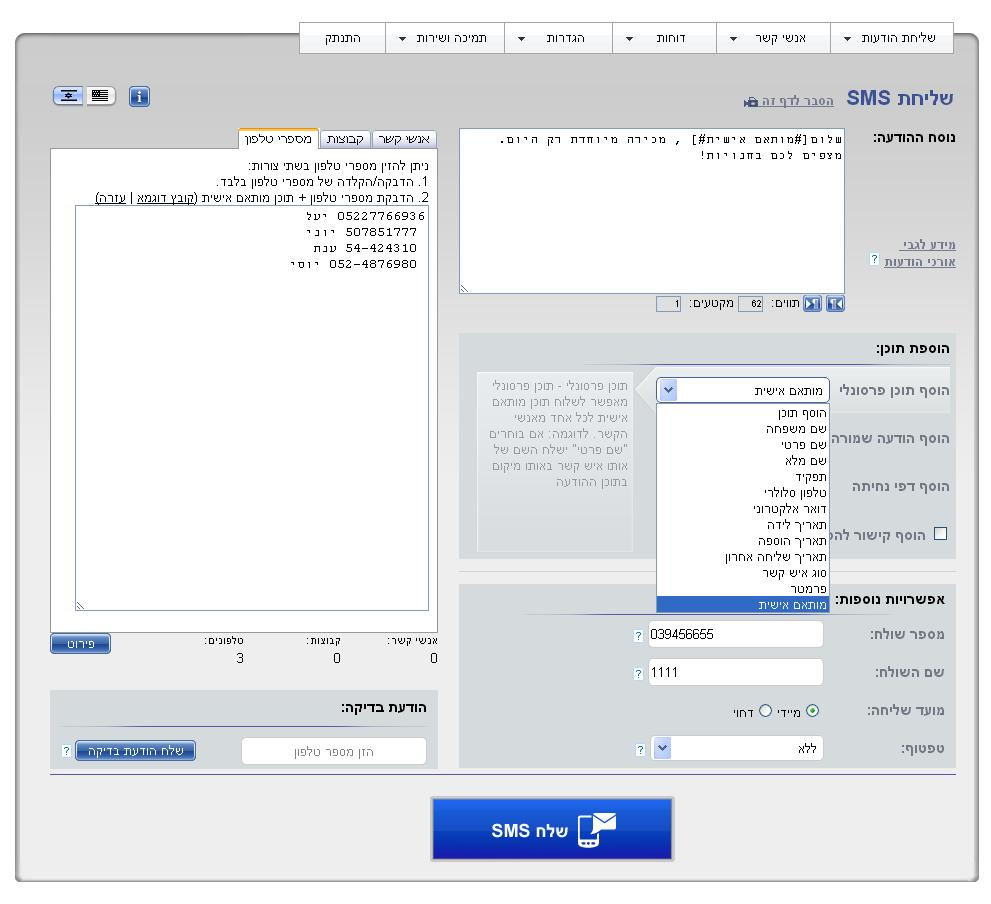 שליחת הודעות
אנשי קשר
דוחות
הגדרות
תמיכה ושירות
התנתק
שליחת SMS
הסבר לדף זה
נוסח ההודעה:
שלום[#מותאם אישית#] , מכירה מיוחדת רק היום.
מצפים לכם בחנויות!
מידע לגבי
אורכי הודעות ?
תווים: 62 מקטעים: 1
הוספת תוכן:
הוסף תוכן פרסונלי
מותאם אישית
הוסף תוכן
שם משפחה
שם פרטי
שם מלא
תפקיד
טלפון סלולרי
דואר אלקטרוני
תאריך לידה
תאריך הוספה
תאריך שליחה אחרון
סוג איש קשר
פרמטר
מותאם אישית
הוסף הודעה שמורה
הוסף דפי נחיתה
הוסף קישור
תוכן פרסונלי - תוכן פרסונלי
מאפשר לשלוח תוכן מותאם
אישית לכל אחד מאנשי
הקשר. לדוגמה: אם בוחרים
"שם פרטי" ישלח השם של
אותו איש קשר באותו מיקום
בתוכן ההודעה
אפשרויות נוספות:
מספר שולח: 039456655 ?
שם השולח: 1111 ?
מועד שליחה: מיידי דחוי
טפטוף: ללא ?
אנשי קשר
קבוצות
מספרי טלפון
ניתן להזין מספרי טלפון בשתי צורות:
1. הדבקה/הקלדה של מספרי טלפון בלבד.
2. הדבקת מספרי טלפון + תוכן מותאם אישית (קובץ דוגמא | עזרה)
05227766936 יעל
507851777 יוני
54-424310 ענת
052-4876980 יוסי
אנשי קשר: קבוצות: טלפונים:
0 0 3
פירוט
הודעת בדיקה:
הזן מספר טלפון
שלח הודעת בדיקה
?
שלח SMS